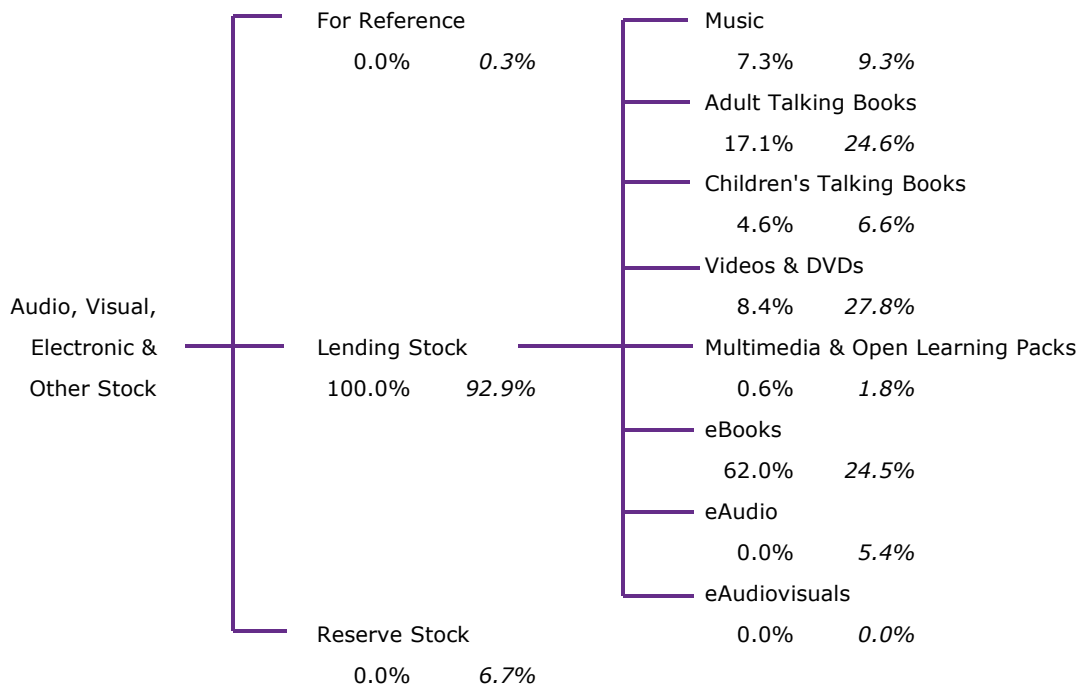 For Reference
0.0% 0.3%
Music
7.3% 9.3%
Adult Talking Books
17.1% 24.6%
Children's Talking Books
4.6% 6.6%
Videos & DVDs
8.4% 27.8%
Audio, Visual,
Electronic &
Other Stock
Lending Stock
100.0% 92.9%
Multimedia & Open Learning Packs
0.6% 1.8%
eBooks
62.0% 24.5%
eAudio
0.0% 5.4%
eAudiovisuals
0.0% 0.0%
Reserve Stock
0.0% 6.7%